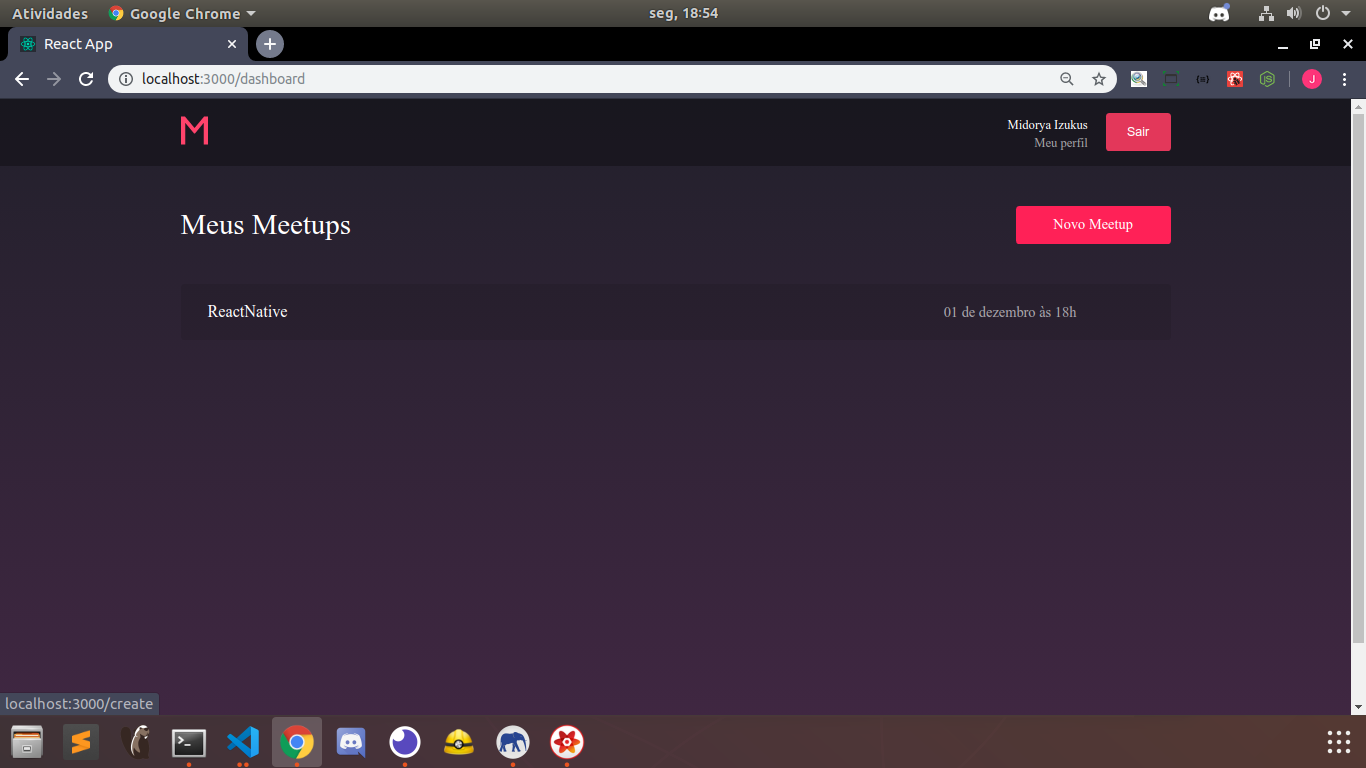 Atividades Google Chrome seg, 18:54
React App
localhost:3000/dashboard J
M Midorya Izukus Sair
Meu perfil
Meus Meetups Novo Meetup
ReactNative 01 de dezembro às 18h
localhost:3000/create